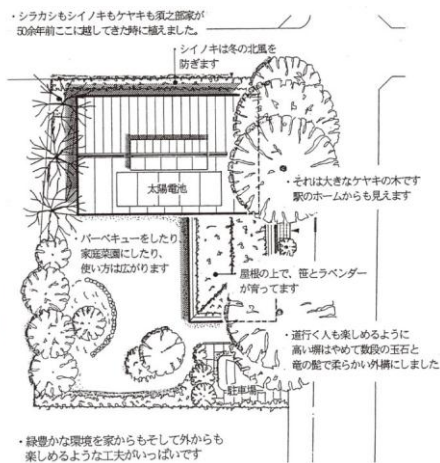 ・シラカシもシイノキもケヤキも須之部家が
50余年前ここに越してきた時に植えました。
・シイノキは冬の北風を
防ぎます
太陽電池
・それは大きなケヤキの木です
駅のホームからも見えます
・バーベキューをしたり、
家庭菜園にしたり、
使い方は広がります
・屋根の上で、笹とラベンダー
が育ってます
・道行く人も楽しめるように
高い塀はやめて数段の玉石と
竜の髭で柔らかい外構にしました
駐車場
・緑豊かな環境を家からもそして外からも
楽しめるような工夫がいっぱいです